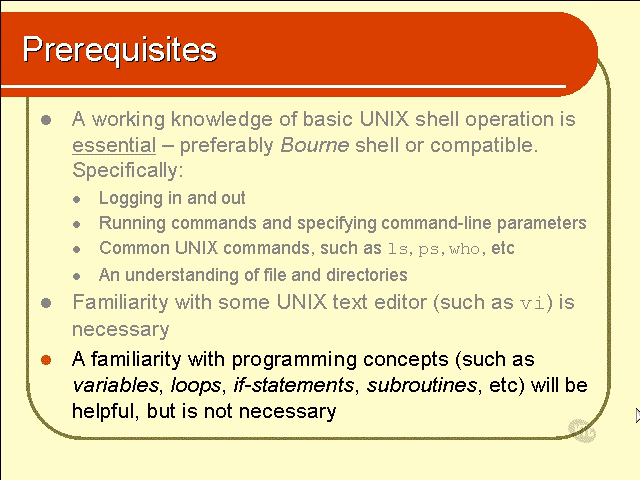 Prerequisites
A working knowledge of basic UNIX shell operation is
essential – preferably Bourne shell or compatible.
Specifically:
Logging in and out
Running commands and specifying command-line parameters
Common UNIX commands, such as ls, ps, who, etc
An understanding of file and directories
Familiarity with some UNIX text editor (such as vi) is
necessary
A familiarity with programming concepts (such as
variables, loops, if-statements, subroutines, etc) will be
helpful, but is not necessary